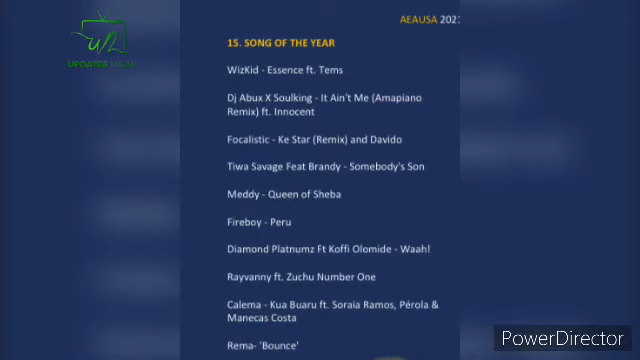 AEAUSA 2021
UPDATES NAIJA
15. SONG OF THE YEAR
WizKid - Essence ft. Tems
Dj Abux X Soulking - It Ain't Me (Amapiano
Remix) ft. Innocent
Focalistic - Ke Star (Remix) and Davido
Tiwa Savage Feat Brandy - Somebody's Son
Meddy - Queen of Sheba
Fireboy - Peru
Diamond Platnumz Ft Koffi Olomide - Waah!
Rayvanny ft. Zuchu Number One
Calema - Kua Buaru ft. Soraia Ramos, Pérola &
Manecas Costa
Rema- 'Bounce'
PowerDirector